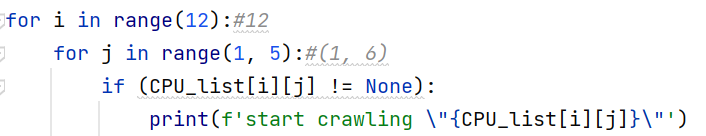 for i in range(12):#12
    for j in range(1, 5):#(1, 6)
        if (CPU_list[i][j] != None):
            print(f'start crawling \"{CPU_list[i][j]}\"')